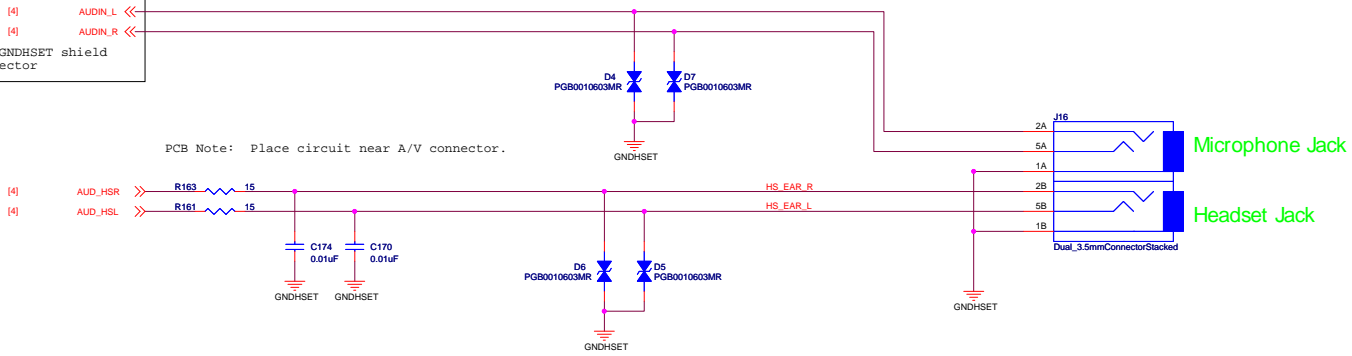 [4] AUDIN_L
[4] AUDIN_R
GNDHSET shield
ector
D4
PGB0010603MR
D7
PGB0010603MR
GNDHSET
PCB Note: Place circuit near A/V connector.
J16
2A
5A
1A
2B
5B
1B
Microphone Jack
Headset Jack
Dual_3.5mmConnectorStacked
[4] AUD_HSR R163 15 HS_EAR_R
[4] AUD_HSL R161 15 HS_EAR_L
C174
0.01uF
C170
0.01uF
GNDHSET GNDHSET
D6
PGB0010603MR
D5
PGB0010603MR
GNDHSET
GNDHSET